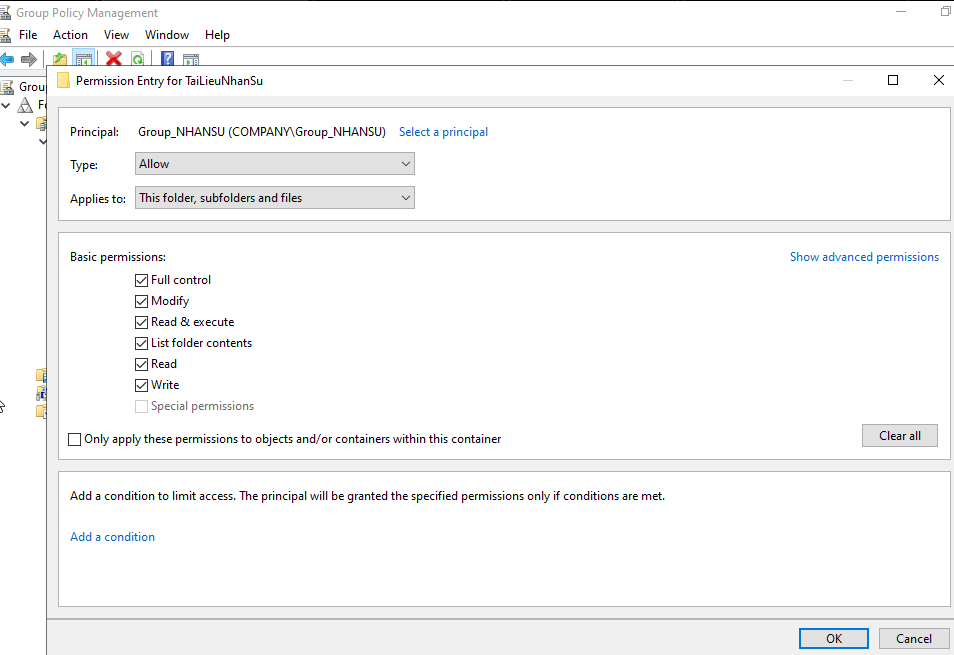 Group Policy Management
File Action View Window Help
Permission Entry for TaiLieuNhanSu
Grou
Fo
Principal: Group_NHANSU (COMPANY\Group_NHANSU) Select a principal
Type: Allow
Applies to: This folder, subfolders and files
Basic permissions: Show advanced permissions
Full control
Modify
Read & execute
List folder contents
Read
Write
Special permissions
Only apply these permissions to objects and/or containers within this container
Clear all
Add a condition to limit access. The principal will be granted the specified permissions only if conditions are met.
Add a condition
OK Cancel